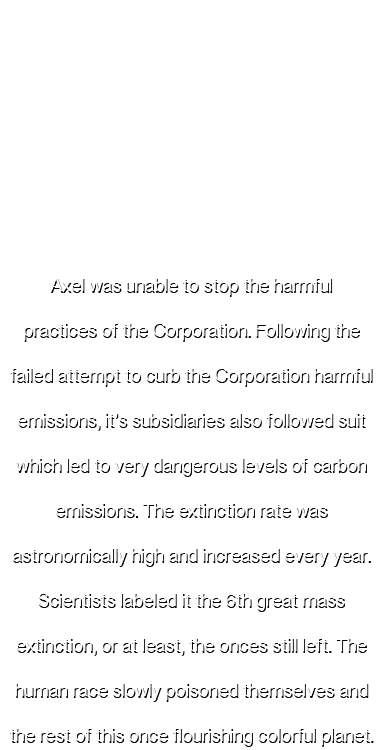 Axel was unable to stop the harmful
practices of the Corporation. Following the
failed attempt to curb the Corporation harmful
emissions, it's subsidiaries also followed suit
which led to very dangerous levels of carbon
emissions. The extinction rate was
astronomically high and increased every year.
Scientists labeled it the 6th great mass
extinction, or at least, the onces still left. The
human race slowly poisoned themselves and
the rest of this once flourishing colorful planet.